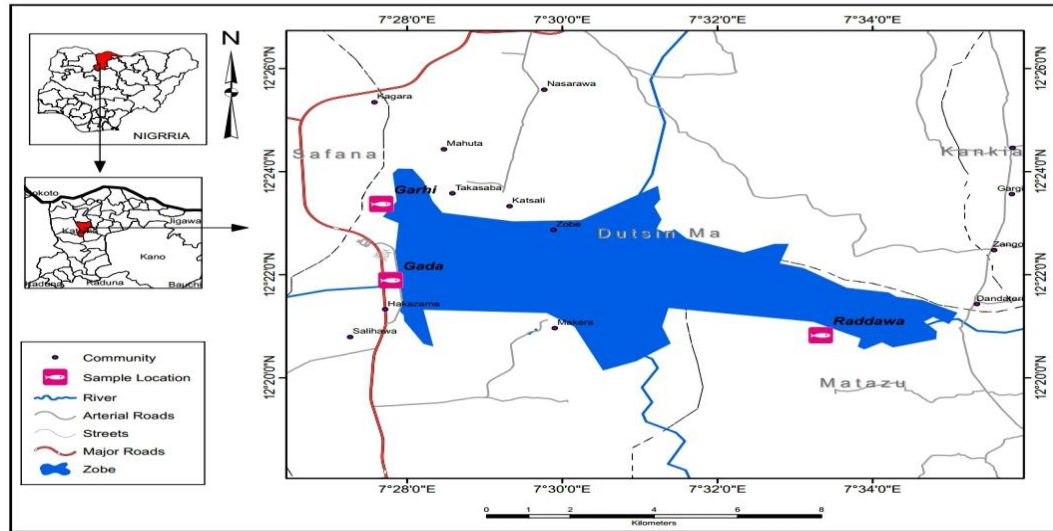 7°28'0"E 7°30'0"E 7°32'0"E 7°34'0"E
N
NIGRRIA
12°26'0"N
12°24'0"N
12°22'0"N
12°20'0"N
Sokoto
Jigawa
Kano
Kaduna
Bauchi
Nasarawa
Kagara
Mahuta
Safana
Kankia
Takasaba
Garhi
Katsali
Gargi
Zobe
Dutsin Ma
Zango
Gada
Hakazama
Salihawa
Makera
Raddawa
Matazu
12°26'0"N
12°24'0"N
12°22'0"N
12°20'0"N
Community
Sample Location
River
Arterial Roads
Streets
Major Roads
Zobe
7°28'0"E 7°30'0"E 7°32'0"E 7°34'0"E
0 1 2 4 6 8
Kilometers